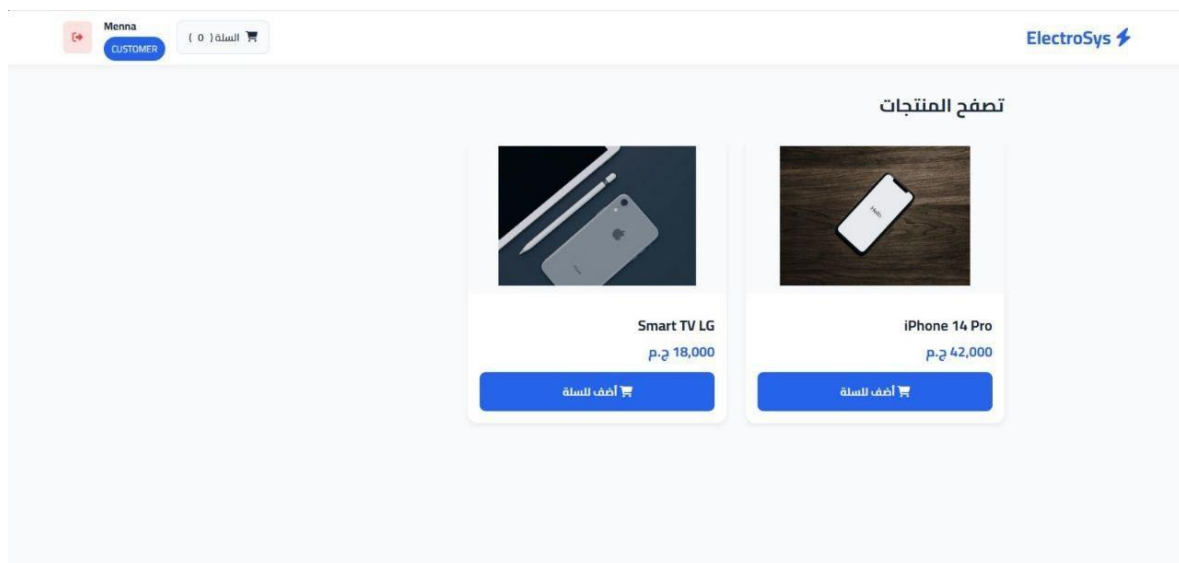 ElectroSys
السلة ( 0 )
Menna
CUSTOMER
تصفح المنتجات
iPhone 14 Pro
42,000 ج.م
أضف للسلة
Smart TV LG
18,000 ج.م
أضف للسلة
Hello